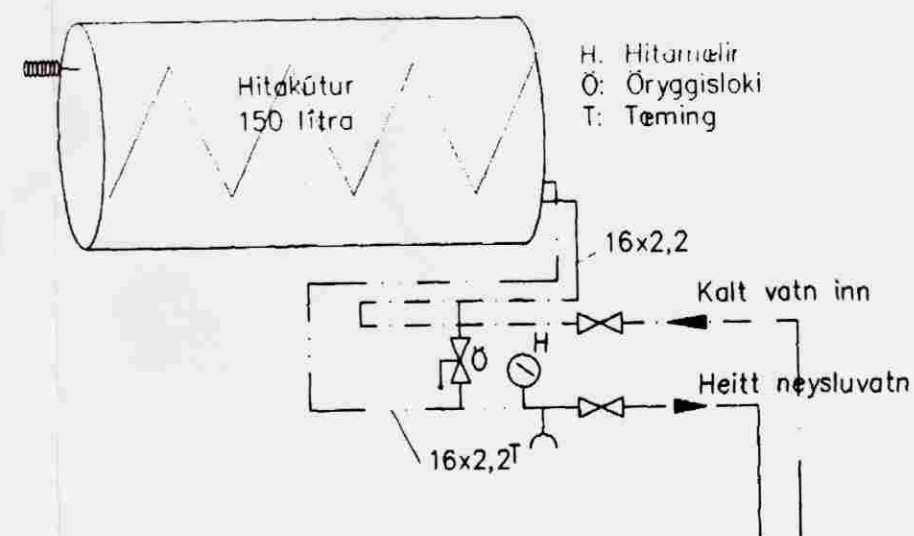 Hitakútur
150 lítra
H. Hitamælir
Ö: Öryggisloki
T: Tæming
16x2,2
Kalt vatn inn
H
Ö
Heitt neysluvatn
16x2,2
T